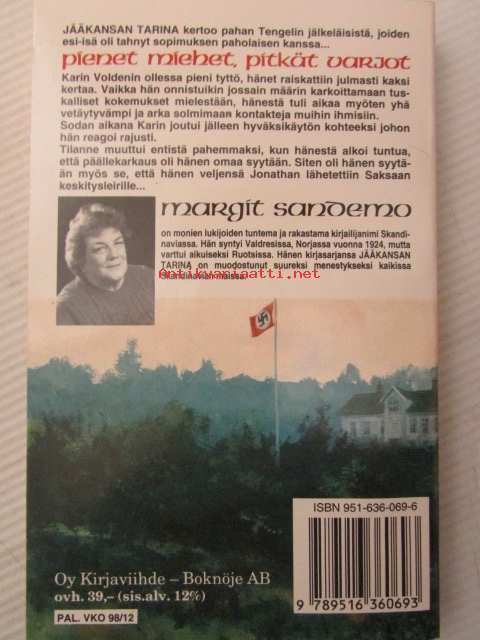 JÄÄKANSAN TARINA kertoo pahan Tengelin jälkeläisistä, joiden
esi-isä oli tehnyt sopimuksen paholaisen kanssa...
pienet miehet, pitkät varjot
Karin Voldenin ollessa pieni tyttö, hänet raiskattiin julmasti kaksi
kertaa. Vaikka hän onnistuikin jossain määrin karkoittamaan tus-
kalliset kokemukset mielestään, hänestä tuli aikaa myöten yhä
vetäytyvämpi ja arka solmimaan kontakteja muihin ihmisiin.
Sodan aikana Karin joutui jälleen hyväksikäytön kohteeksi johon
hän reagoi rajusti.
Tilanne muuttui entistä pahemmaksi, kun hänestä alkoi tuntua,
että päällekarkaus oli hänen omaa syytään. Siten oli hänen syytä-
än myös se, että hänen veljensä Jonathan lähetettiin Saksaan
keskitysleirille...
margit sandemo
on monien lukijoiden tuntema ja rakastama kirjailijanimi Skandi-
naviassa. Hän syntyi Valdresissa, Norjassa vuonna 1924, mutta
varttui aikuiseksi Ruotsissa. Hänen kirjasarjansa JÄÄKANSAN
TARINA on muodostunut suureksi menestykseksi kaikissa
Skandinavian maissa.
Antikvariaatti.net
ISBN 951-636-069-6
9 789516 360693
Oy Kirjaviihde – Boknöje AB
ovh. 39,– (sis.alv. 12%)
PAL. VKO 98/12